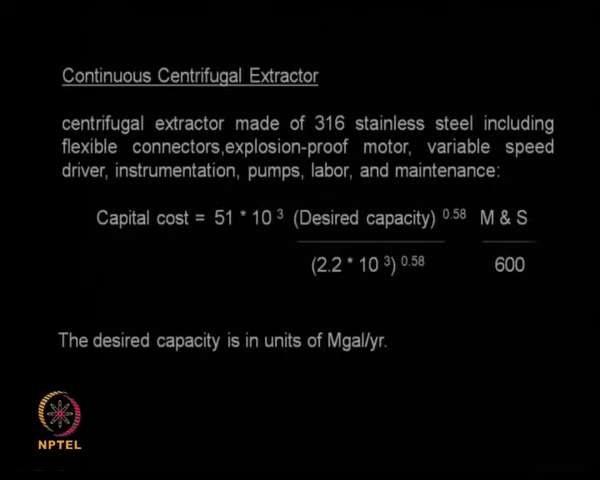 Continuous Centrifugal Extractor
centrifugal extractor made of 316 stainless steel including
flexible connectors,explosion-proof motor, variable speed
driver, instrumentation, pumps, labor, and maintenance:
Capital cost = 51 * 10 3 (Desired capacity) 0.58 M & S
(2.2 * 10 3) 0.58 600
The desired capacity is in units of Mgal/yr.
NPTEL